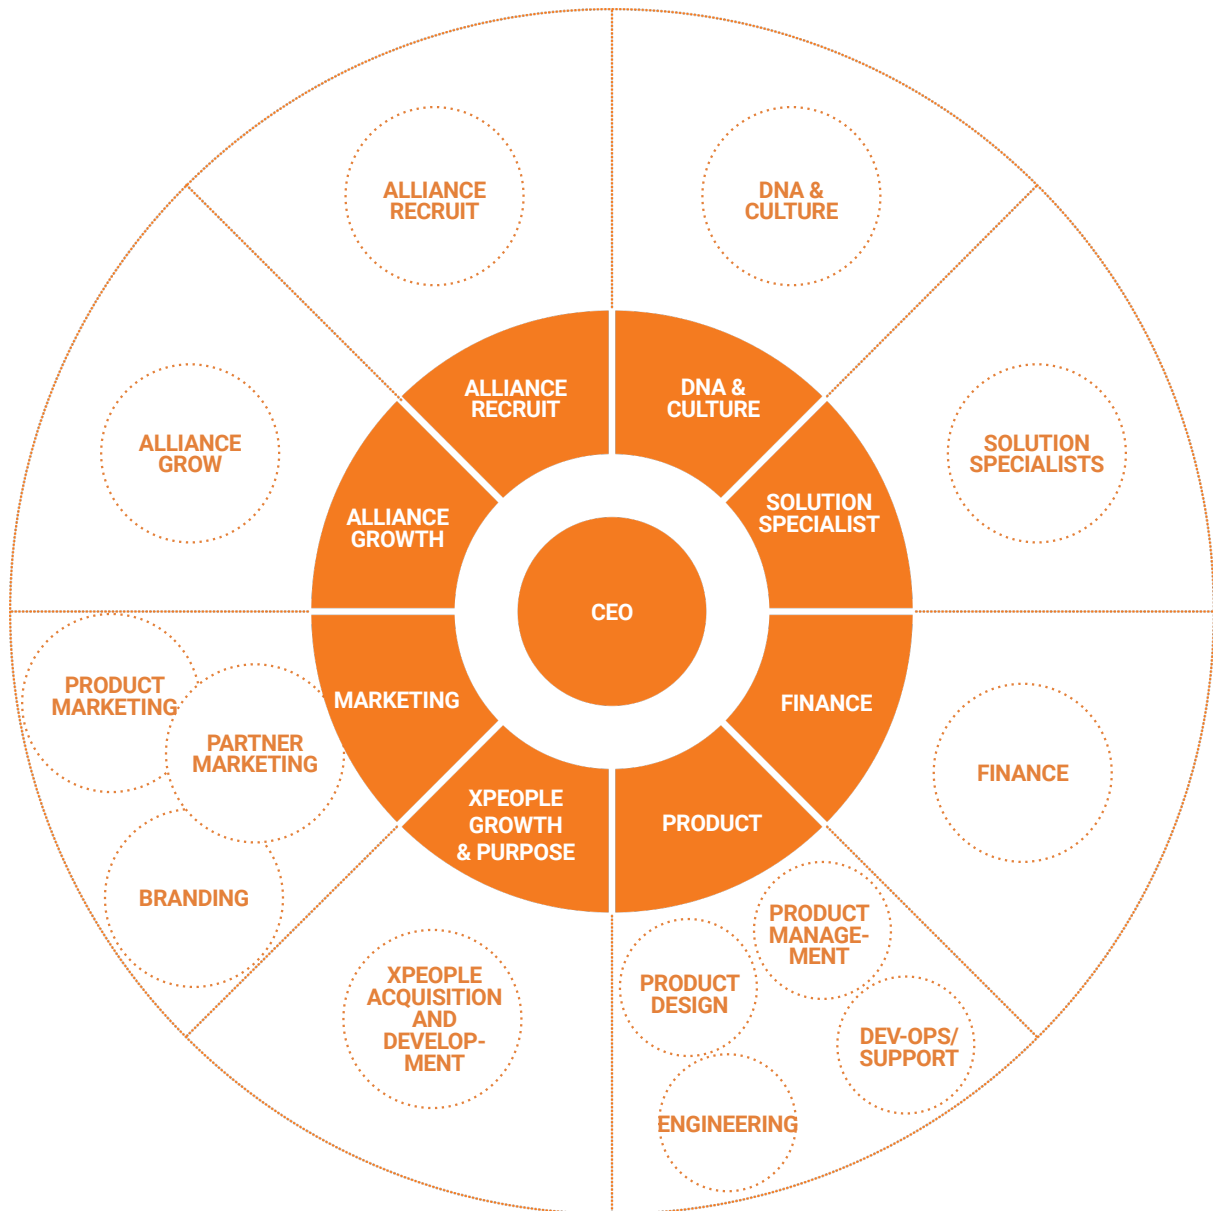 ALLIANCE
RECRUIT
DNA &
CULTURE
ALLIANCE
GROW
SOLUTION
SPECIALISTS
ALLIANCE
RECRUIT
DNA &
CULTURE
ALLIANCE
GROWTH
SOLUTION
SPECIALIST
CEO
MARKETING
FINANCE
XPEOPLE
GROWTH
& PURPOSE
PRODUCT
PRODUCT
MARKETING
PARTNER
MARKETING
BRANDING
FINANCE
XPEOPLE
ACQUISITION
AND
DEVELOP-
MENT
PRODUCT
DESIGN
PRODUCT
MANAGE-
MENT
DEV-OPS/
SUPPORT
ENGINEERING